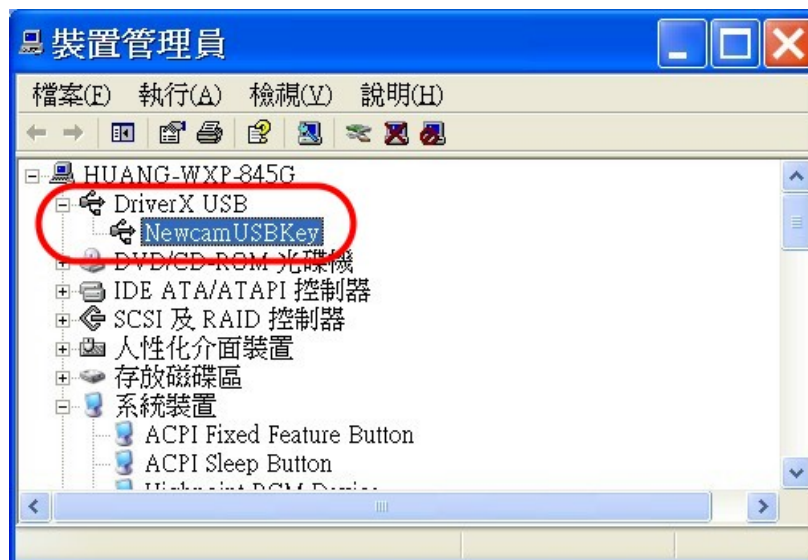 裝置管理員
檔案(F) 執行(A) 檢視(V) 說明(H)
HUANG-WXP-845G
DriverX USB
NewcamUSBKey
DVD/CD-ROM 光碟機
IDE ATA/ATAPI 控制器
SCSI 及 RAID 控制器
人性化介面裝置
存放磁碟區
系統裝置
ACPI Fixed Feature Button
ACPI Sleep Button